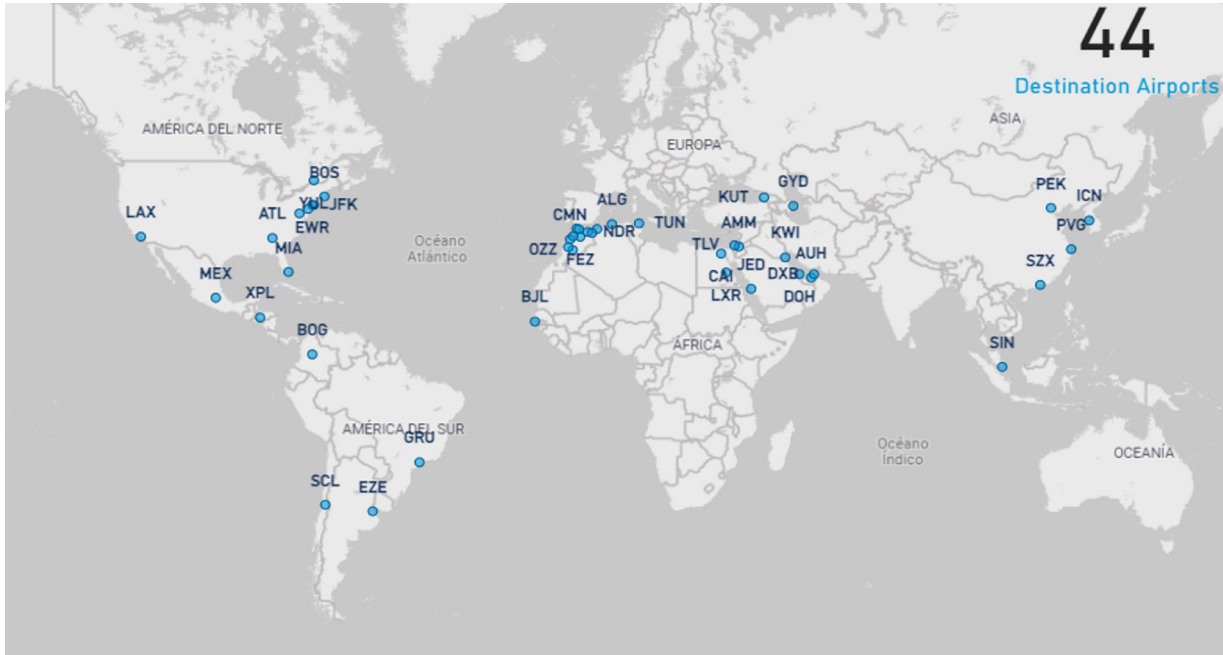 44
Destination Airports
AMÉRICA DEL NORTE
EUROPA
ASIA
BOS
YUL
JFK
LAX
ATL
EWR
MIA
MEX
XPL
BOG
Océano
Atlántico
CMN
ALG
NDR
TUN
OZZ
FEZ
BJL
KUT
GYD
AMM
TLV
KWI
JED
AUH
CAI
DXB
LXR
DOH
PEK
ICN
PVG
SZX
SIN
ÁFRICA
AMÉRICA DEL SUR
GRU
SCL
EZE
Océano
Índico
OCEANÍA